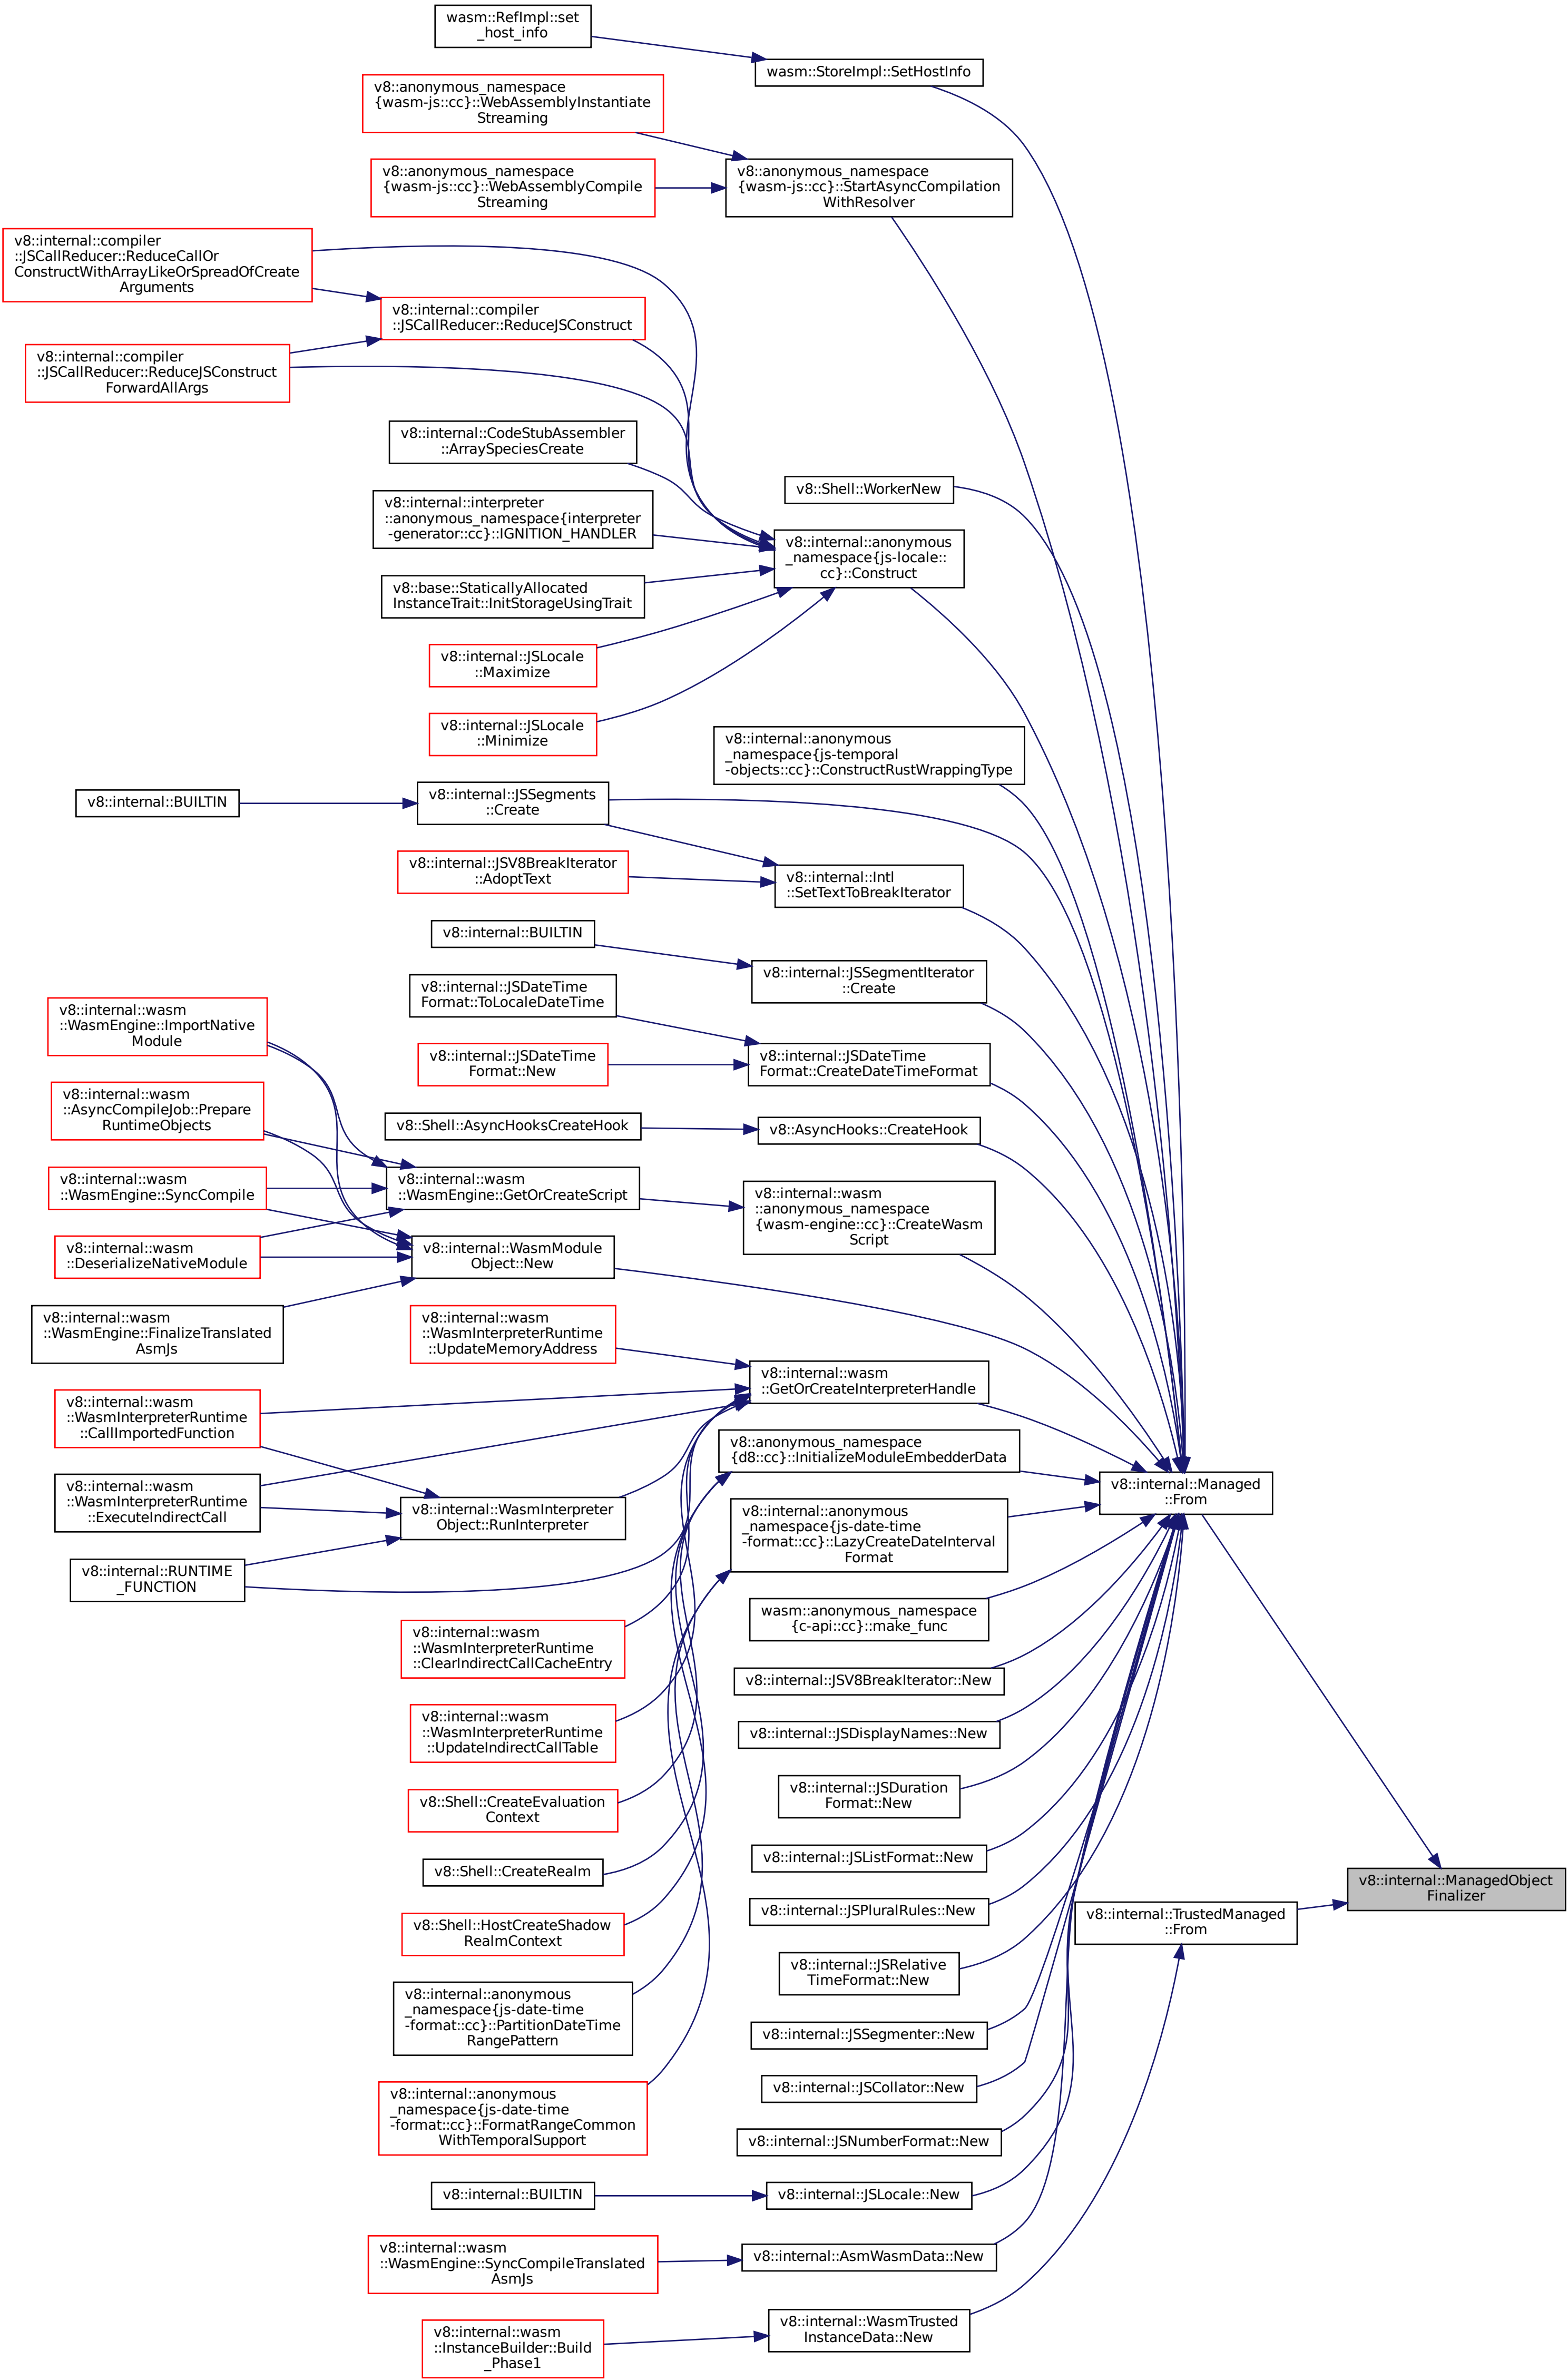 wasm::RefImpl::set
_host_info
wasm::StoreImpl::SetHostInfo
v8::anonymous_namespace
{wasm-js::cc}::WebAssemblyInstantiate
Streaming
v8::anonymous_namespace
{wasm-js::cc}::WebAssemblyCompile
Streaming
v8::anonymous_namespace
{wasm-js::cc}::StartAsyncCompilation
WithResolver
v8::internal::compiler
::JSCallReducer::ReduceCallOr
ConstructWithArrayLikeOrSpreadOfCreate
Arguments
v8::internal::compiler
::JSCallReducer::ReduceJSConstruct
v8::internal::compiler
::JSCallReducer::ReduceJSConstruct
ForwardAllArgs
v8::internal::CodeStubAssembler
::ArraySpeciesCreate
v8::Shell::WorkerNew
v8::internal::interpreter
::anonymous_namespace{interpreter
-generator::cc}::IGNITION_HANDLER
v8::internal::anonymous
_namespace{js-locale::
cc}::Construct
v8::base::StaticallyAllocated
InstanceTrait::InitStorageUsingTrait
v8::internal::JSLocale
::Maximize
v8::internal::JSLocale
::Minimize
v8::internal::anonymous
_namespace{js-temporal
-objects::cc}::ConstructRustWrappingType
v8::internal::BUILTIN
v8::internal::JSSegments
::Create
v8::internal::JSV8BreakIterator
::AdoptText
v8::internal::Intl
::SetTextToBreakIterator
v8::internal::BUILTIN
v8::internal::JSSegmentIterator
::Create
v8::internal::JSDateTime
Format::ToLocaleDateTime
v8::internal::JSDateTime
Format::New
v8::internal::JSDateTime
Format::CreateDateTimeFormat
v8::internal::wasm
::WasmEngine::ImportNative
Module
v8::internal::wasm
::AsyncCompileJob::Prepare
RuntimeObjects
v8::Shell::AsyncHooksCreateHook
v8::AsyncHooks::CreateHook
v8::internal::wasm
::WasmEngine::SyncCompile
v8::internal::wasm
::WasmEngine::GetOrCreateScript
v8::internal::wasm
::anonymous_namespace
{wasm-engine::cc}::CreateWasm
Script
v8::internal::wasm
::DeserializeNativeModule
v8::internal::WasmModule
Object::New
v8::internal::wasm
::WasmEngine::FinalizeTranslated
AsmJs
v8::internal::wasm
::WasmInterpreterRuntime
::UpdateMemoryAddress
v8::internal::wasm
::GetOrCreateInterpreterHandle
v8::internal::wasm
::WasmInterpreterRuntime
::CallImportedFunction
v8::anonymous_namespace
{d8::cc}::InitializeModuleEmbedderData
v8::internal::wasm
::WasmInterpreterRuntime
::ExecuteIndirectCall
v8::internal::WasmInterpreter
Object::RunInterpreter
v8::internal::anonymous
_namespace{js-date-time
-format::cc}::LazyCreateDateInterval
Format
v8::internal::Managed
::From
v8::internal::RUNTIME
_FUNCTION
wasm::anonymous_namespace
{c-api::cc}::make_func
v8::internal::wasm
::WasmInterpreterRuntime
::ClearIndirectCallCacheEntry
v8::internal::JSV8BreakIterator::New
v8::internal::wasm
::WasmInterpreterRuntime
::UpdateIndirectCallTable
v8::internal::JSDisplayNames::New
v8::Shell::CreateEvaluation
Context
v8::internal::JSDuration
Format::New
v8::Shell::CreateRealm
v8::internal::JSListFormat::New
v8::internal::ManagedObject
Finalizer
v8::Shell::HostCreateShadow
RealmContext
v8::internal::JSPluralRules::New
v8::internal::TrustedManaged
::From
v8::internal::anonymous
_namespace{js-date-time
-format::cc}::PartitionDateTime
RangePattern
v8::internal::JSRelative
TimeFormat::New
v8::internal::JSSegmenter::New
v8::internal::anonymous
_namespace{js-date-time
-format::cc}::FormatRangeCommon
WithTemporalSupport
v8::internal::JSCollator::New
v8::internal::JSNumberFormat::New
v8::internal::BUILTIN
v8::internal::JSLocale::New
v8::internal::wasm
::WasmEngine::SyncCompileTranslated
AsmJs
v8::internal::AsmWasmData::New
v8::internal::wasm
::InstanceBuilder::Build
_Phase1
v8::internal::WasmTrusted
InstanceData::New